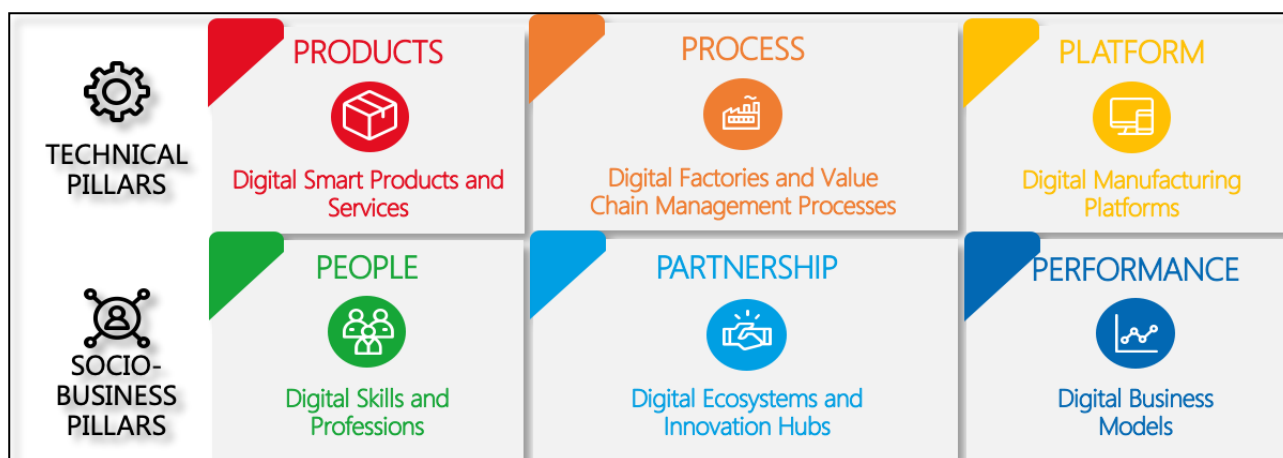 TECHNICAL
PILLARS
PRODUCTS
Digital Smart Products and
Services
PROCESS
Digital Factories and Value
Chain Management Processes
PLATFORM
Digital Manufacturing
Platforms
SOCIO-
BUSINESS
PILLARS
PEOPLE
Digital Skills and
Professions
PARTNERSHIP
Digital Ecosystems and
Innovation Hubs
PERFORMANCE
Digital Business
Models